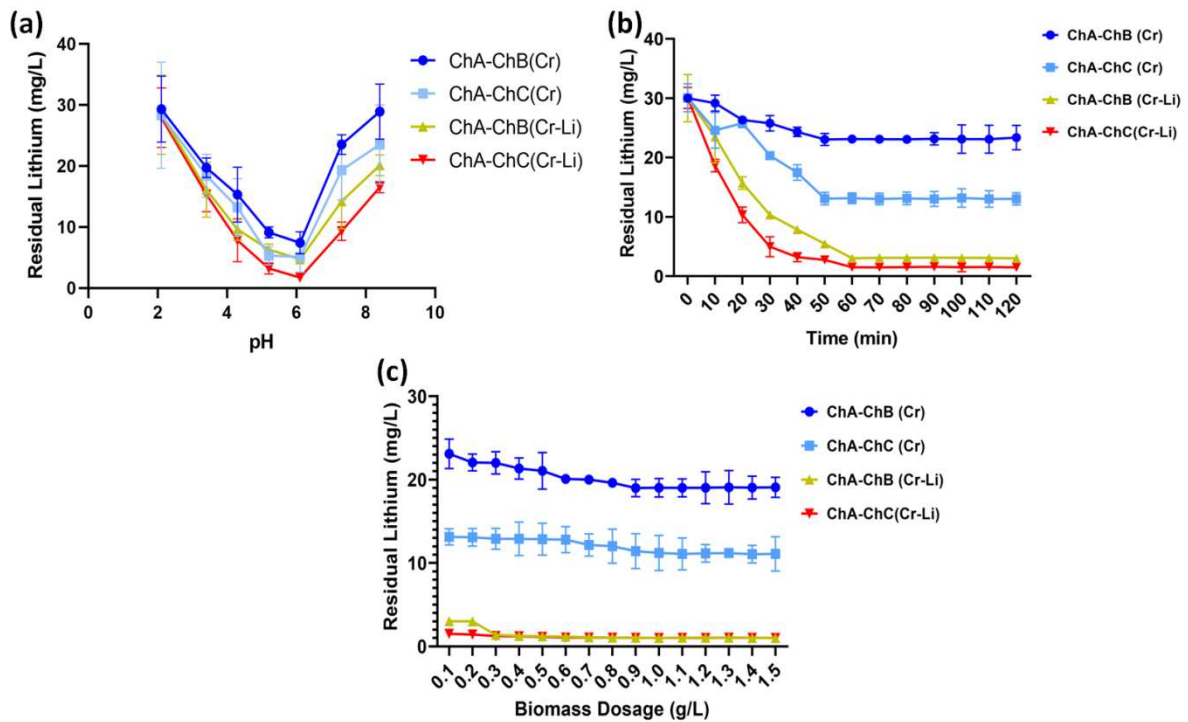 (a)
Residual Lithium (mg/L)
40
30
20
10
0
0 2 4 6 8 10
pH
ChA-ChB(Cr)
ChA-ChC(Cr)
ChA-ChB(Cr-Li)
ChA-ChC(Cr-Li)
(b)
Residual Lithium (mg/L)
40
30
20
10
0
0 10 20 30 40 50 60 70 80 90 100 110 120
Time (min)
ChA-ChB (Cr)
ChA-ChC (Cr)
ChA-ChB (Cr-Li)
ChA-ChC(Cr-Li)
(c)
Residual Lithium (mg/L)
30
20
10
0
0.1 0.2 0.3 0.4 0.5 0.6 0.7 0.8 0.9 1.0 1.1 1.2 1.3 1.4 1.5
Biomass Dosage (g/L)
ChA-ChB (Cr)
ChA-ChC (Cr)
ChA-ChB (Cr-Li)
ChA-ChC(Cr-Li)